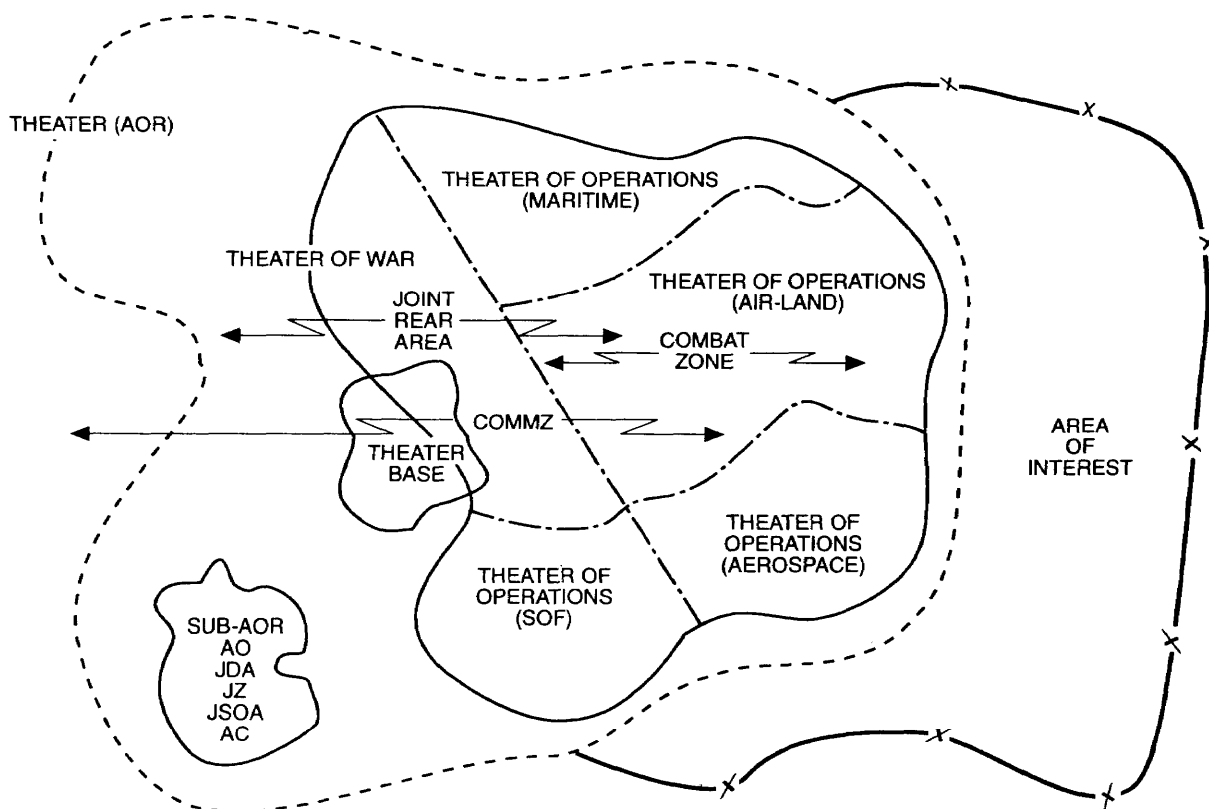 THEATER (AOR)
THEATER OF OPERATIONS
(MARITIME)
THEATER OF WAR
THEATER OF OPERATIONS
(AIR-LAND)
JOINT
REAR
AREA
COMBAT
ZONE
COMMZ
THEATER
BASE
AREA
OF
INTEREST
THEATER OF
OPERATIONS
(AEROSPACE)
THEATER OF
OPERATIONS
(SOF)
SUB-AOR
AO
JDA
JZ
JSOA
AC